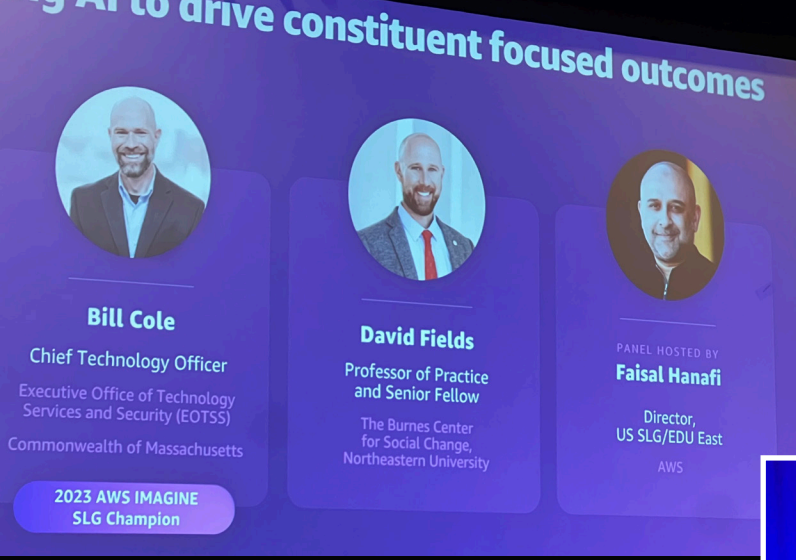 AI to drive constituent focused outcomes
Bill Cole
Chief Technology Officer
Executive Office of Technology
Services and Security (EOTSS)
Commonwealth of Massachusetts
2023 AWS IMAGINE
SLG Champion
David Fields
Professor of Practice
and Senior Fellow
The Burnes Center
for Social Change,
Northeastern University
PANEL HOSTED BY
Faisal Hanafi
Director,
US SLG/EDU East
AWS